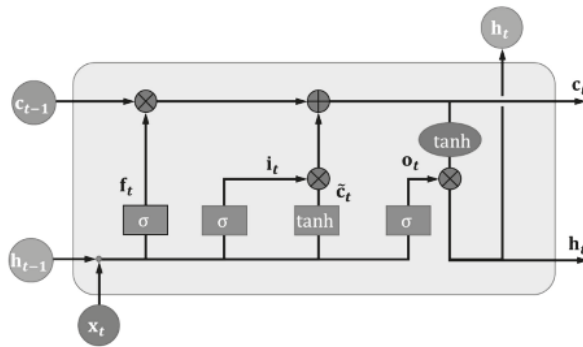 h_t
c_{t-1}
c_t
tanh
i_t
o_t
f_t
c̃_t
σ
σ
tanh
σ
h_{t-1}
h_t
x_t